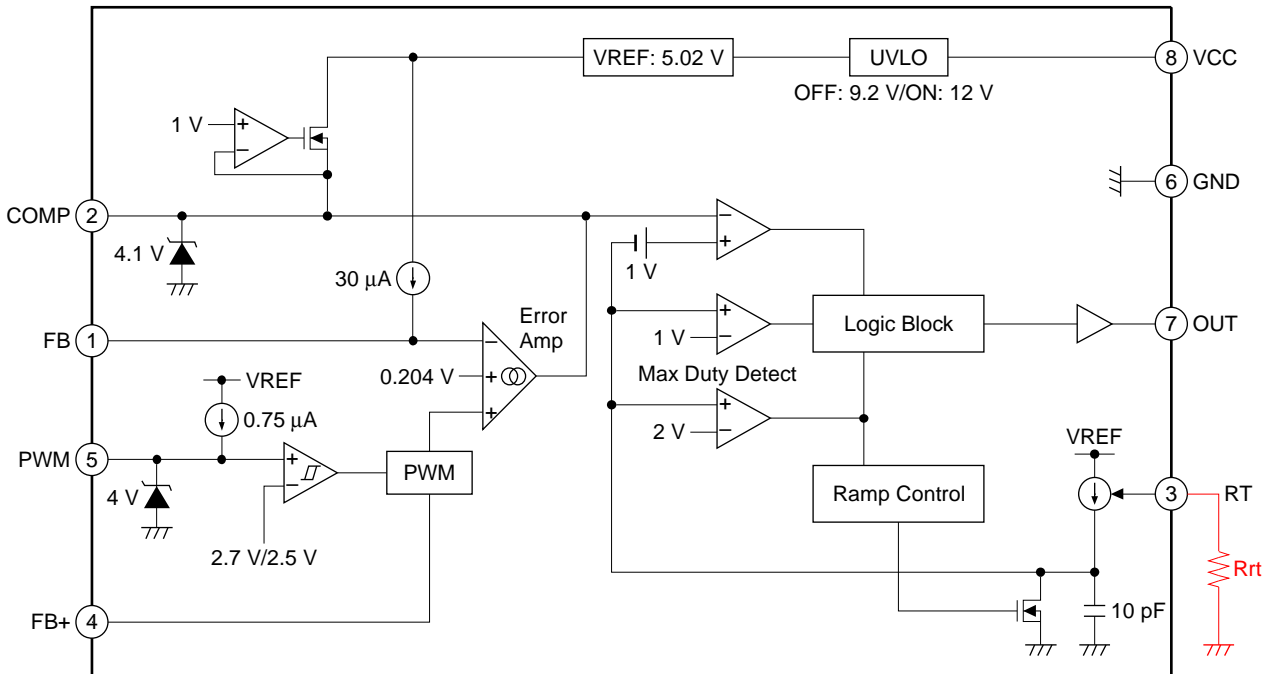 VREF: 5.02 V
UVLO
8 VCC
OFF: 9.2 V/ON: 12 V
1 V
+
−
6 GND
COMP 2
−
+
4.1 V
1 V
30 μA
FB 1
Error
Amp
−
0.204 V
+
+
+
1 V
−
Logic Block
7 OUT
Max Duty Detect
VREF
0.75 μA
+
2 V
−
PWM 5
+
−
PWM
4 V
2.7 V/2.5 V
Ramp Control
VREF
3 RT
Rrt
10 pF
FB+ 4